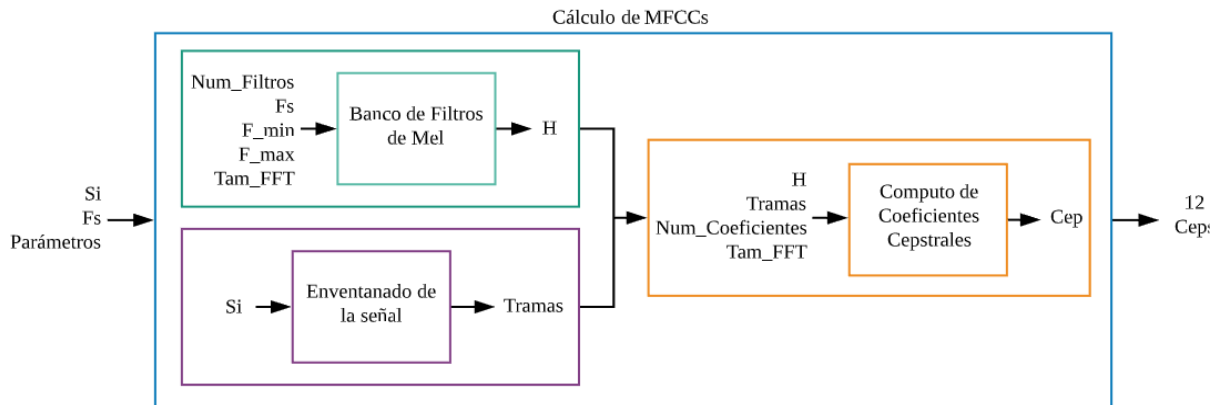 Cálculo de MFCCs
Si
Fs
Parámetros
Num_Filtros
Fs
F_min
F_max
Tam_FFT
Banco de Filtros
de Mel
H
Si
Enventanado de
la señal
Tramas
H
Tramas
Num_Coeficientes
Tam_FFT
Computo de
Coeficientes
Cepstrales
Cep
12
Ceps